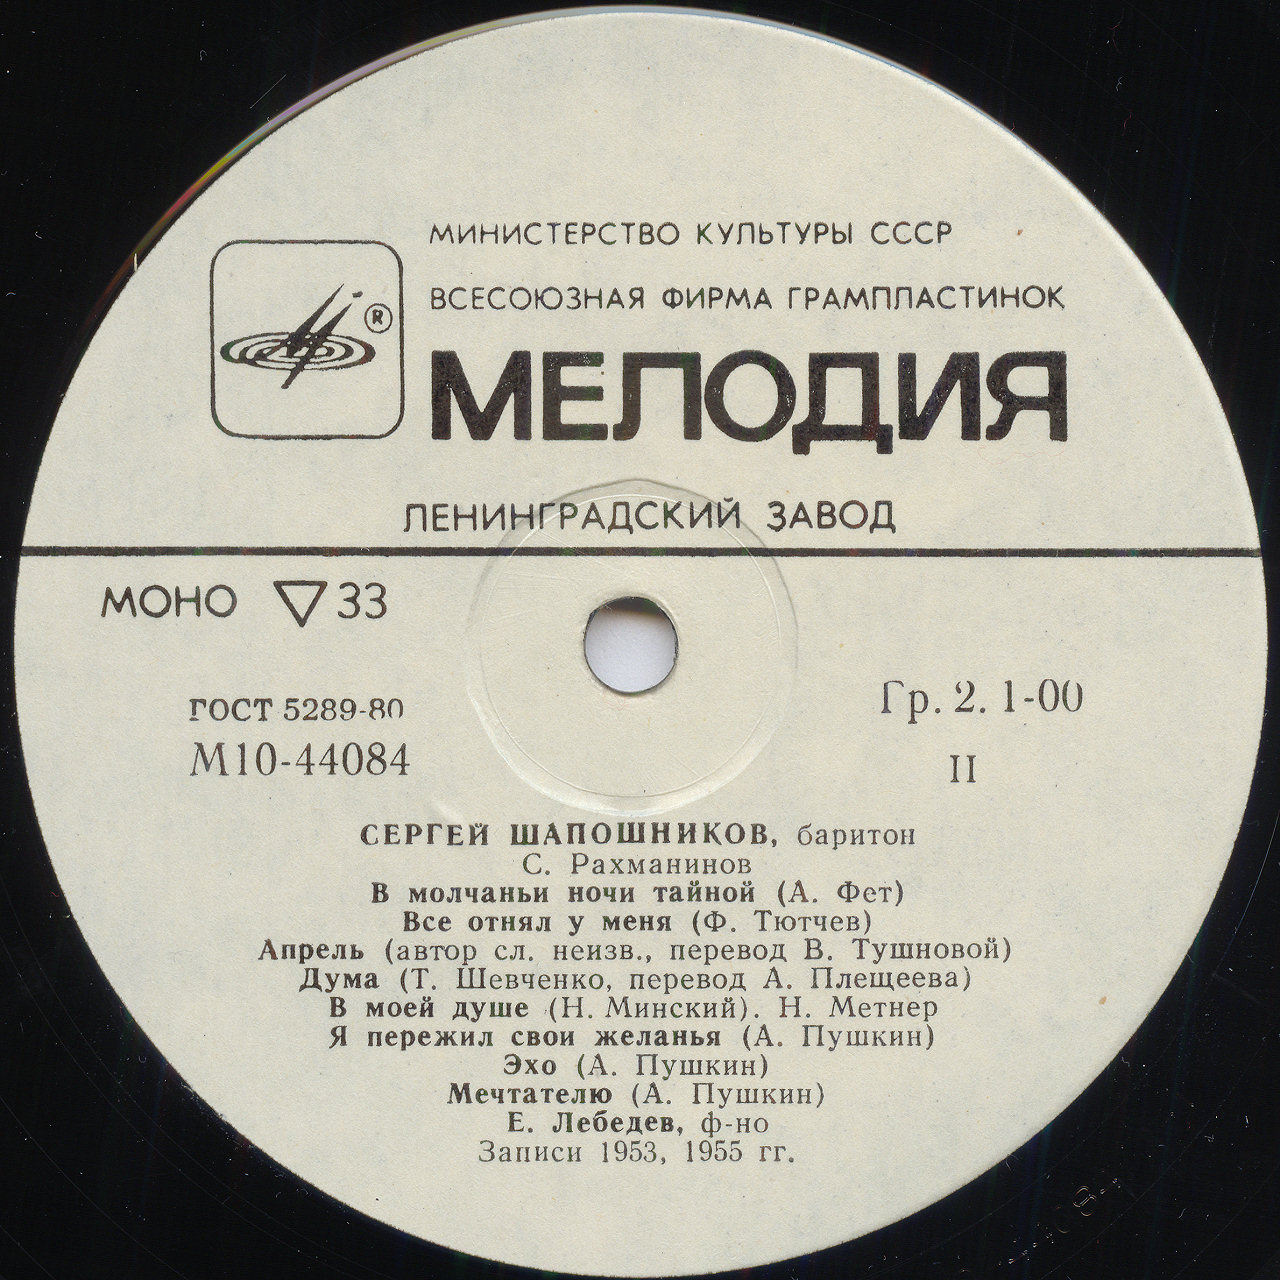 МИНИСТЕРСТВО КУЛЬТУРЫ СССР
ВСЕСОЮЗНАЯ ФИРМА ГРАМПЛАСТИНОК
®
МЕЛОДИЯ
ЛЕНИНГРАДСКИЙ ЗАВОД
МОНО ▽ 33
ГОСТ 5289-80
Гр. 2. 1-00
М10-44084
II
СЕРГЕЙ ШАПОШНИКОВ, баритон
С. Рахманинов
В молчаньи ночи тайной (А. Фет)
Все отнял у меня (Ф. Тютчев)
Апрель (автор сл. неизв., перевод В. Тушновой)
Дума (Т. Шевченко, перевод А. Плещеева)
В моей душе (Н. Минский). Н. Метнер
Я пережил свои желанья (А. Пушкин)
Эхо (А. Пушкин)
Мечтателю (А. Пушкин)
Е. Лебедев, ф-но
Записи 1953, 1955 гг.